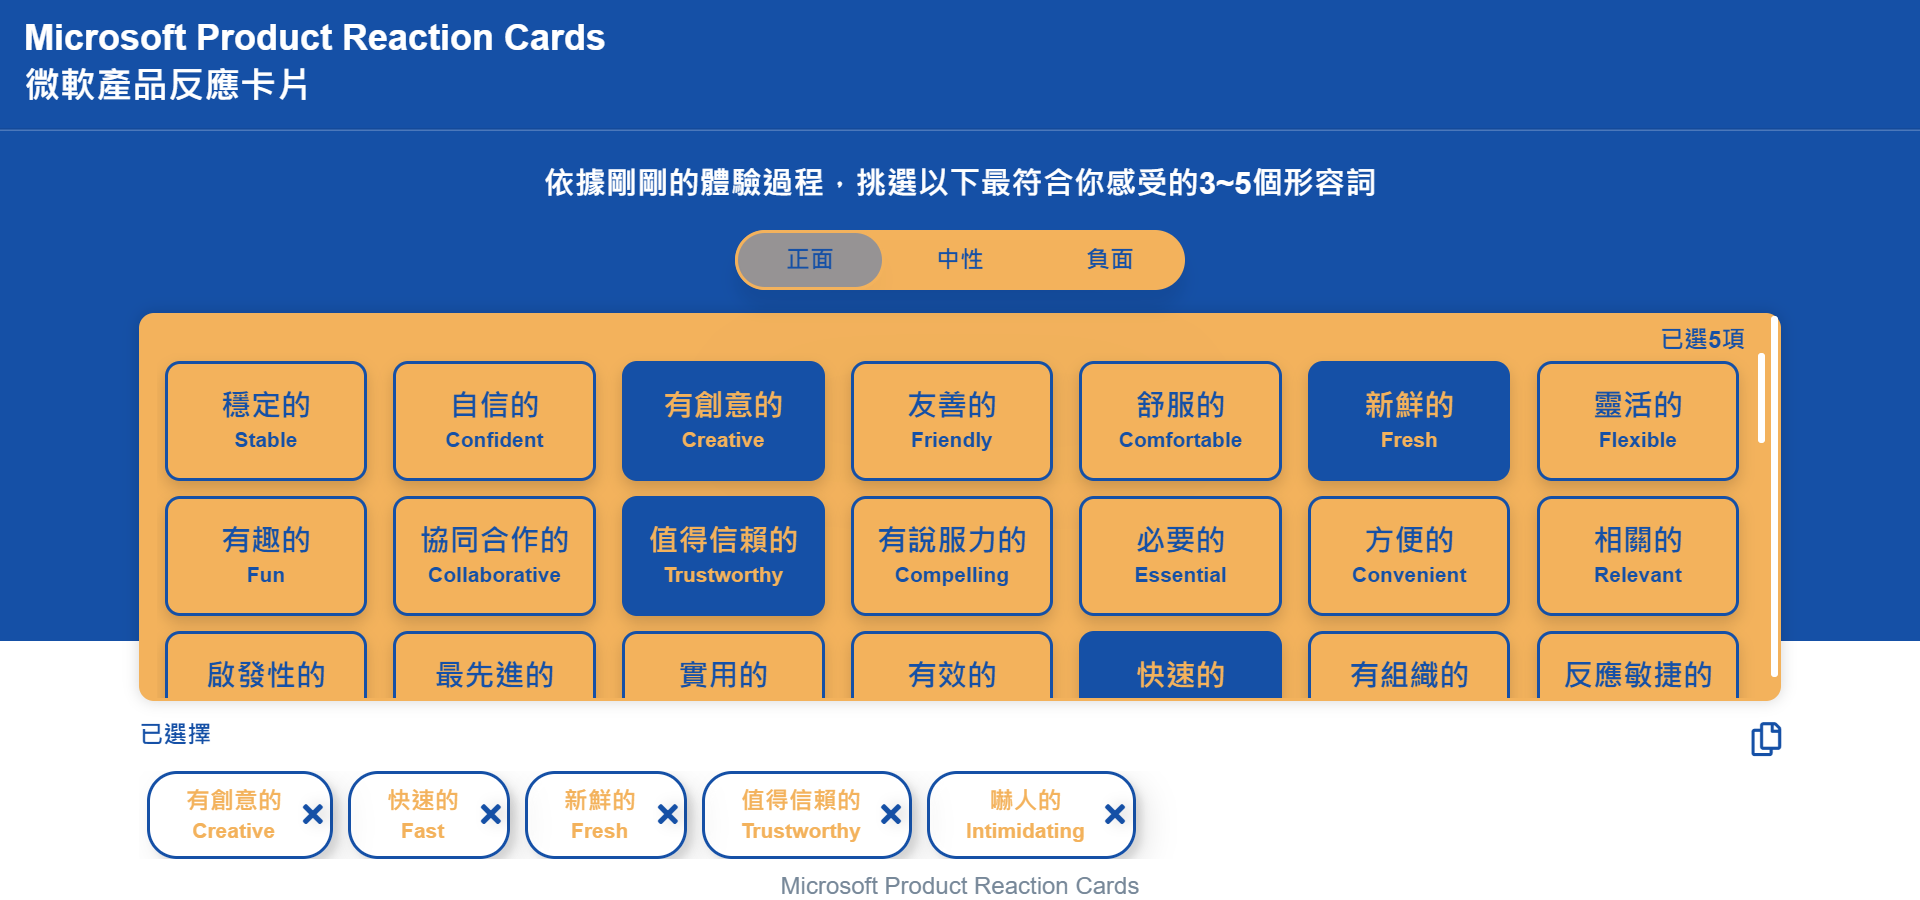 Microsoft Product Reaction Cards
微軟產品反應卡片
依據剛剛的體驗過程，挑選以下最符合你感受的3~5個形容詞
正面 中性 負面
已選5項
穩定的 自信的 有創意的 友善的 舒服的 新鮮的 靈活的
Stable Confident Creative Friendly Comfortable Fresh Flexible
有趣的 協同合作的 值得信賴的 有說服力的 必要的 方便的 相關的
Fun Collaborative Trustworthy Compelling Essential Convenient Relevant
啟發性的 最先進的 實用的 有效的 快速的 有組織的 反應敏捷的
已選擇
有創意的 快速的 新鮮的 值得信賴的 嚇人的
Creative Fast Fresh Trustworthy Intimidating
Microsoft Product Reaction Cards